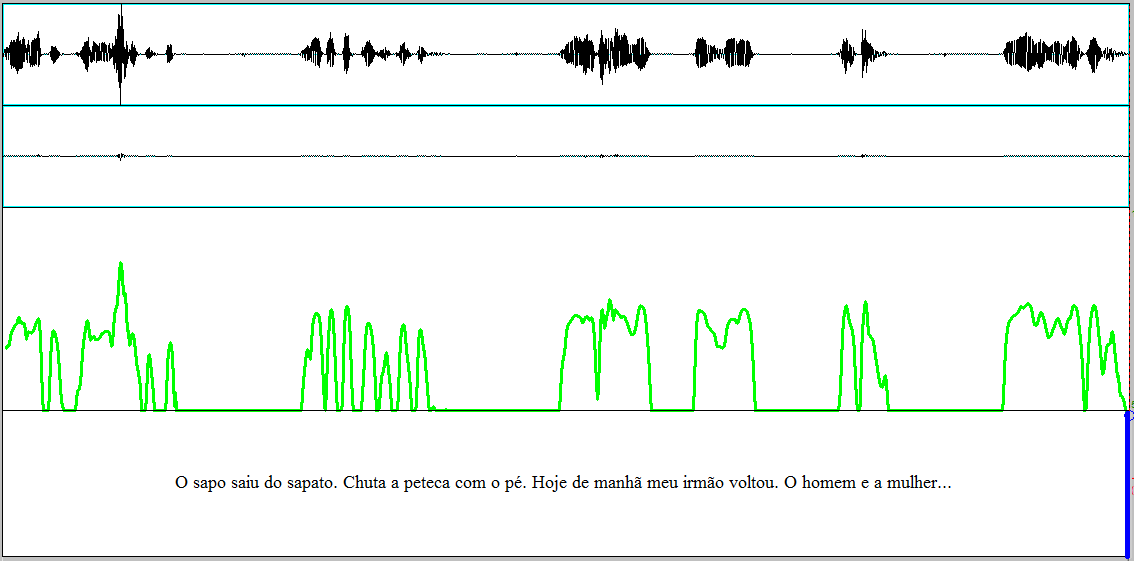 O sapo saiu do sapato. Chuta a peteca com o pé. Hoje de manhã meu irmão voltou. O homem e a mulher...